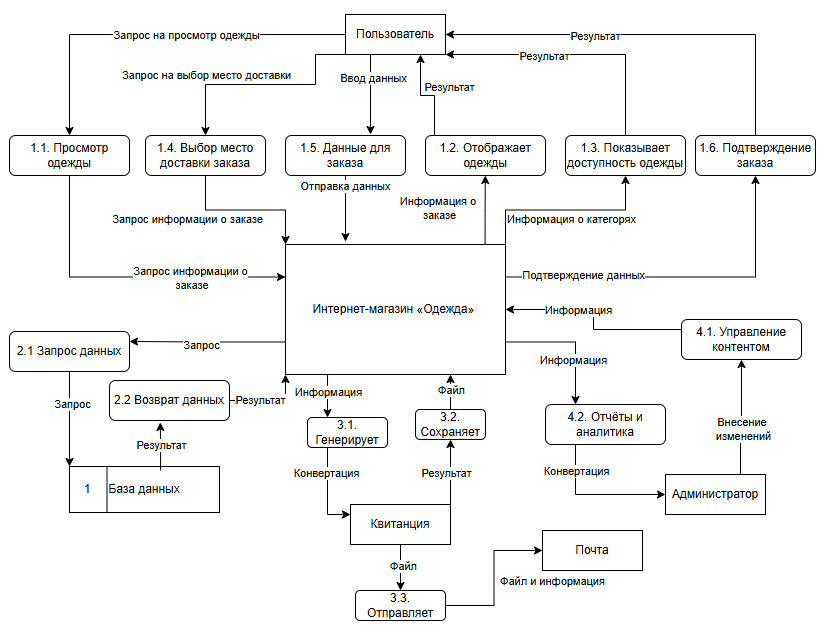 Пользователь
Запрос на просмотр одежды
Результат
Результат
Запрос на выбор место доставки
Ввод данных
Результат
1.1. Просмотр
одежды
1.4. Выбор место
доставки заказа
1.5. Данные для
заказа
1.2. Отображает
одежды
1.3. Показывает
доступность одежды
1.6. Подтверждение
заказа
Отправка данных
Информация о
заказе
Запрос информации о заказе
Информация о категорях
Запрос информации о
заказе
Подтверждение данных
Интернет-магазин «Одежда»
Информация
4.1. Управление
контентом
2.1 Запрос данных
Запрос
Информация
Запрос
2.2 Возврат данных
Результат
Информация
Файл
3.1.
Генерирует
3.2.
Сохраняет
4.2. Отчёты и
аналитика
Внесение
изменений
Результат
Конвертация
Результат
Конвертация
1
База данных
Администратор
Квитанция
Почта
Файл
Файл и информация
3.3.
Отправляет